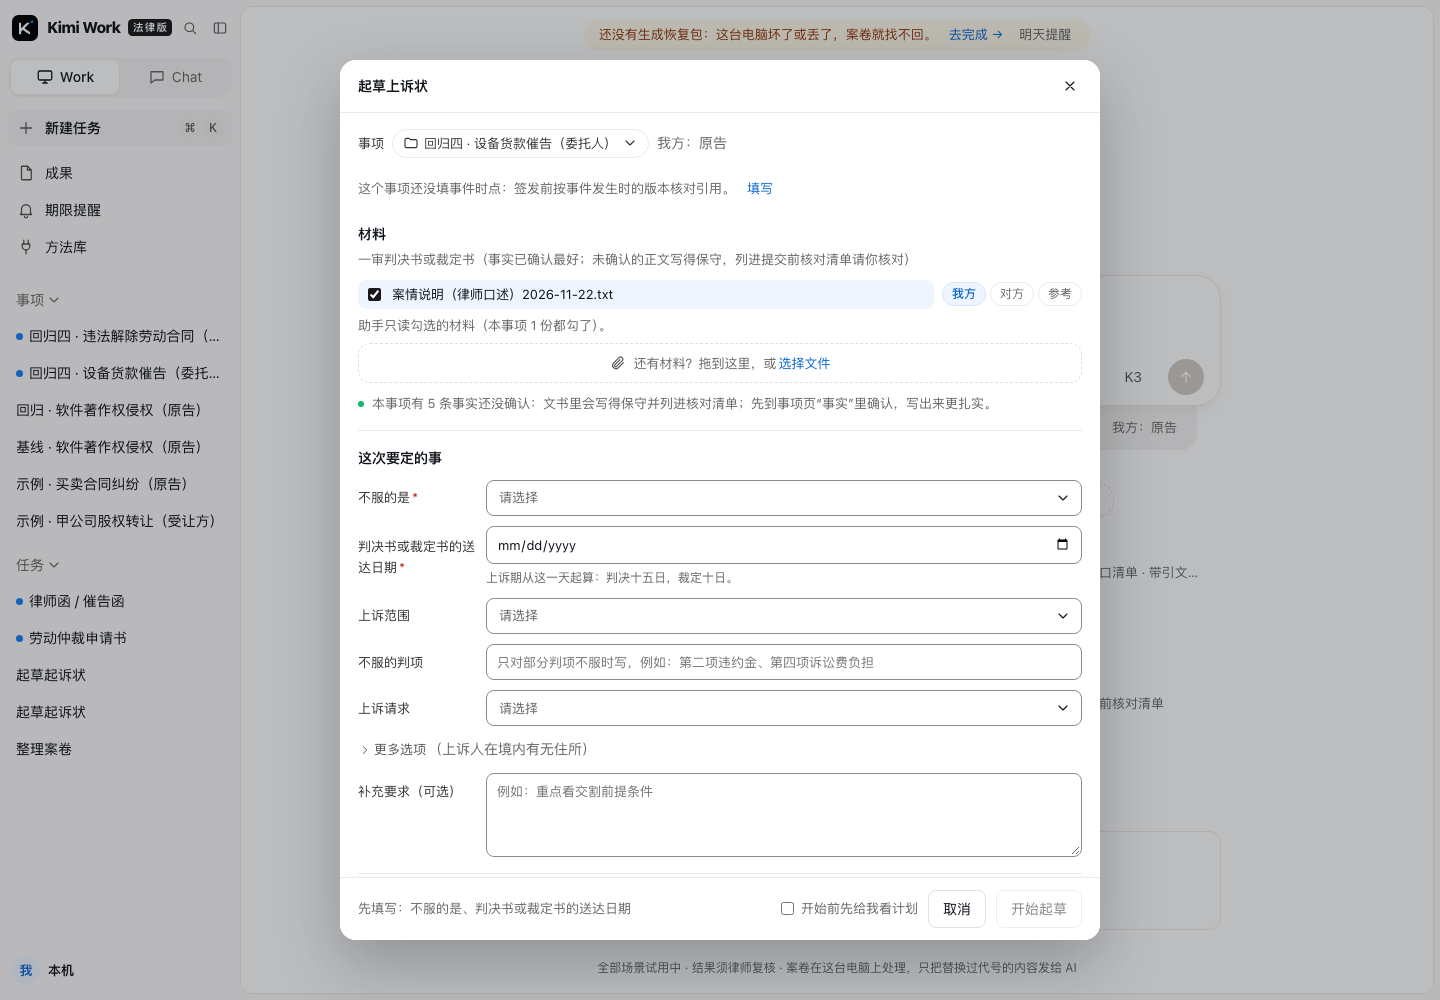 Kimi Work 法律版
Work
Chat
新建任务 ⌘ K
成果
期限提醒
方法库
事项
回归四 · 违法解除劳动合同（...
回归四 · 设备货款催告（委托...
回归 · 软件著作权侵权（原告）
基线 · 软件著作权侵权（原告）
示例 · 买卖合同纠纷（原告）
示例 · 甲公司股权转让（受让方）
任务
律师函 / 催告函
劳动仲裁申请书
起草起诉状
起草起诉状
整理案卷
我 本机
还没有生成恢复包：这台电脑坏了或丢了，案卷就找不回。 去完成 → 明天提醒
起草上诉状
事项 回归四 · 设备货款催告（委托人） 我方：原告
这个事项还没填事件时点：签发前按事件发生时的版本核对引用。 填写
材料
一审判决书或裁定书（事实已确认最好；未确认的正文写得保守，列进提交前核对清单请你核对）
案情说明（律师口述）2026-11-22.txt 我方 对方 参考
助手只读勾选的材料（本事项 1 份都勾了）。
还有材料？拖到这里，或选择文件
本事项有 5 条事实还没确认：文书里会写得保守并列进核对清单；先到事项页“事实”里确认，写出来更扎实。
这次要定的事
不服的是* 请选择
判决书或裁定书的送达日期* mm/dd/yyyy
上诉期从这一天起算：判决十五日，裁定十日。
上诉范围 请选择
不服的判项 只对部分判项不服时写，例如：第二项违约金、第四项诉讼费负担
上诉请求 请选择
更多选项（上诉人在境内有无住所）
补充要求（可选） 例如：重点看交割前提条件
先填写：不服的是、判决书或裁定书的送达日期 开始前先给我看计划 取消 开始起草
K3
我方：原告
口清单 · 带引文...
前核对清单
全部场景试用中 · 结果须律师复核 · 案卷在这台电脑上处理，只把替换过代号的内容发给 AI